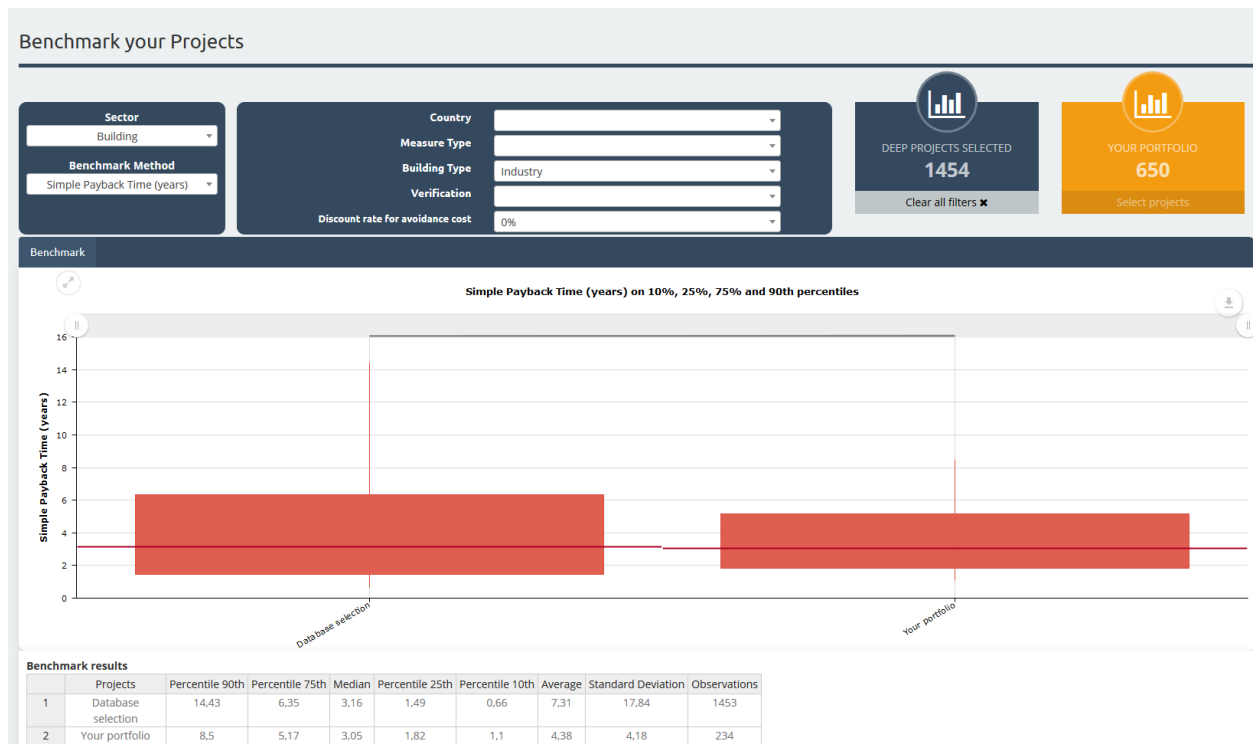 Benchmark your Projects
Sector
Building
Benchmark Method
Simple Payback Time (years)
Country
Measure Type
Building Type
Industry
Verification
Discount rate for avoidance cost
0%
DEEP PROJECTS SELECTED
1454
Clear all filters ✖
YOUR PORTFOLIO
650
Select projects
Benchmark
Simple Payback Time (years) on 10%, 25%, 75% and 90th percentiles
Simple Payback Time (years)
16
14
12
10
8
6
4
2
0
Database selection
Your portfolio
Benchmark results
Projects Percentile 90th Percentile 75th Median Percentile 25th Percentile 10th Average Standard Deviation Observations
1 Database selection 14,43 6,35 3,16 1,49 0,66 7,31 17,84 1453
2 Your portfolio 8,5 5,17 3,05 1,82 1,1 4,38 4,18 234